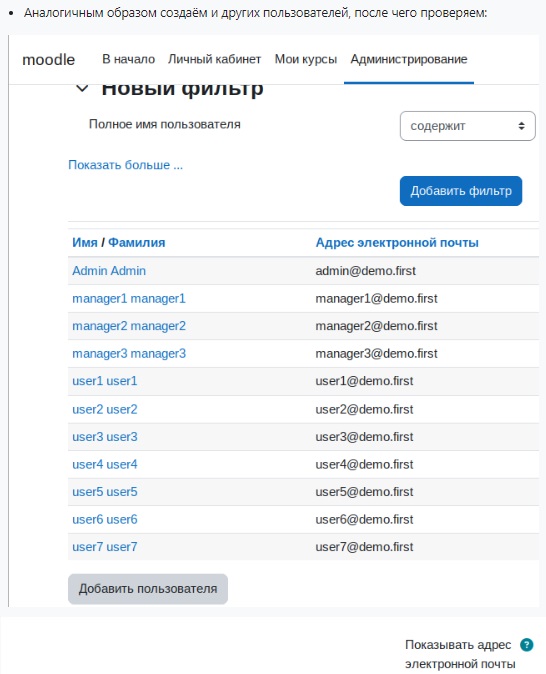 • Аналогичным образом создаём и других пользователей, после чего проверяем:
moodle В начало Личный кабинет Мои курсы Администрирование
Новый фильтр
Полное имя пользователя содержит
Показать больше ...
Добавить фильтр
Имя / Фамилия Адрес электронной почты
Admin Admin admin@demo.first
manager1 manager1 manager1@demo.first
manager2 manager2 manager2@demo.first
manager3 manager3 manager3@demo.first
user1 user1 user1@demo.first
user2 user2 user2@demo.first
user3 user3 user3@demo.first
user4 user4 user4@demo.first
user5 user5 user5@demo.first
user6 user6 user6@demo.first
user7 user7 user7@demo.first
Добавить пользователя
Показывать адрес ?
электронной почты